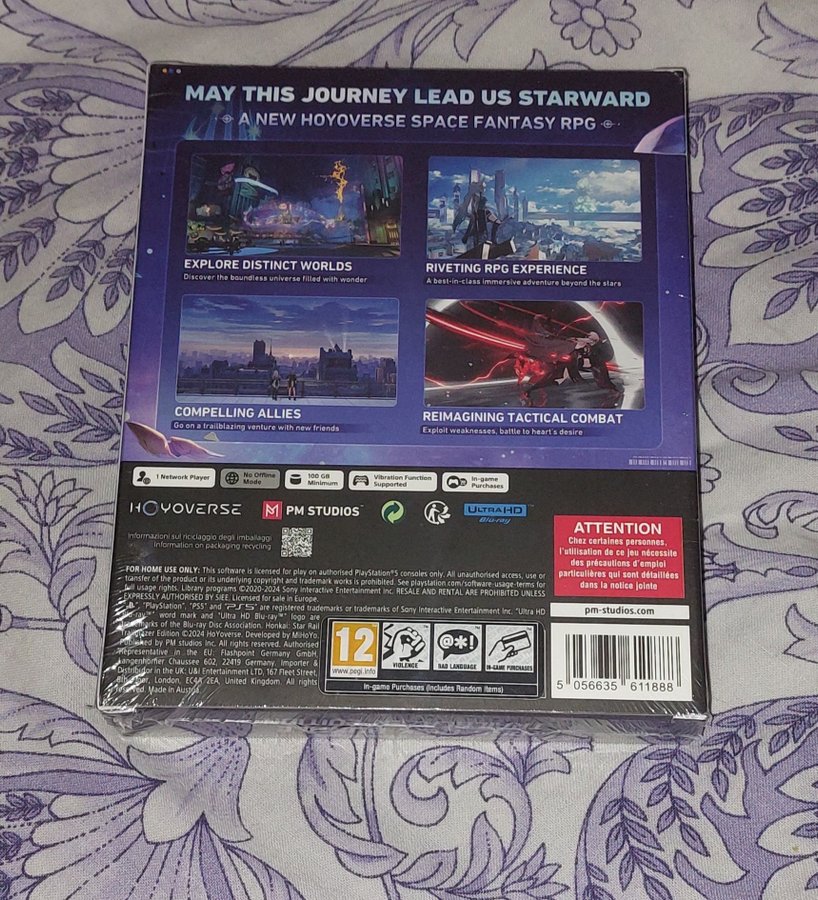 MAY THIS JOURNEY LEAD US STARWARD
A NEW HOYOVERSE SPACE FANTASY RPG
EXPLORE DISTINCT WORLDS
Discover the boundless universe filled with wonder
RIVETING RPG EXPERIENCE
A best-in-class immersive adventure beyond the stars
COMPELLING ALLIES
Go on a trailblazing venture with new friends
REIMAGINING TACTICAL COMBAT
Exploit weaknesses, battle to heart's desire
1 Network Player
No Offline
Mode
100 GB
Minimum
Vibration Function
Supported
In-game
Purchases
HOYOVERSE
PM STUDIOS
ULTRA HD
Blu-ray
Informazioni sul riciclaggio degli imballaggi
Information on packaging recycling
ATTENTION
Chez certaines personnes,
l'utilisation de ce jeu nécessite
des précautions d'emploi
particulières qui sont détaillées
dans la notice jointe
FOR HOME USE ONLY: This software is licensed for play on authorised PlayStation®5 consoles only. All unauthorised access, use or
transfer of the product or its underlying copyright and trademark works is prohibited. See playstation.com/software-usage-terms for
full usage rights. Library programs ©2020-2024 Sony Interactive Entertainment Inc. RESALE AND RENTAL ARE PROHIBITED UNLESS
EXPRESSLY AUTHORISED BY SIEE. Licensed for sale in Europe.
"PlayStation", "PS5" and "PS5" are registered trademarks or trademarks of Sony Interactive Entertainment Inc. "Ultra HD
Blu-ray™" word mark and "Ultra HD Blu-ray™" logo are
trademarks of the Blu-ray Disc Association. Honkai: Star Rail
Trailblazer Edition ©2024 HoYoverse. Developed by MiHoYo.
Published by PM studios Inc. All rights reserved. Authorised
Representative in the EU: Flashpoint Germany GmbH,
Langenhorner Chaussee 602, 22419 Germany. Importer &
Distributor in the UK: U&I Entertainment LTD, 167 Fleet Street,
London, EC4A 2EA, United Kingdom. All rights
reserved. Made in Austria.
12
www.pegi.info
VIOLENCE
BAD LANGUAGE
IN-GAME PURCHASES
In-game Purchases (Includes Random Items)
pm-studios.com
5 056635 611888